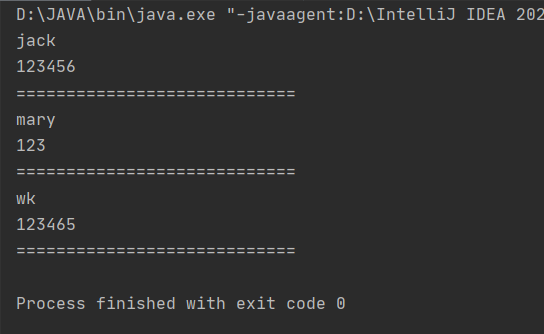 D:\JAVA\bin\java.exe "-javaagent:D:\IntelliJ IDEA 202
jack
123456
============================
mary
123
============================
wk
123465
============================
Process finished with exit code 0